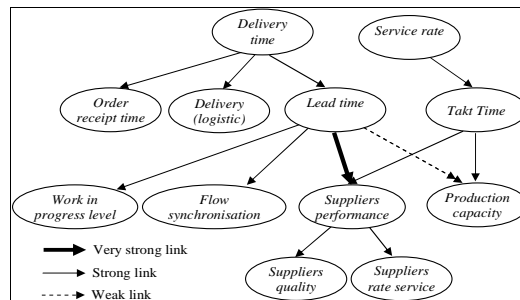 Delivery
time
Service rate
Order
receipt time
Delivery
(logistic)
Lead time
Takt Time
Work in
progress level
Flow
synchronisation
Suppliers
performance
Production
capacity
Very strong link
Strong link
Weak link
Suppliers
quality
Suppliers
rate service